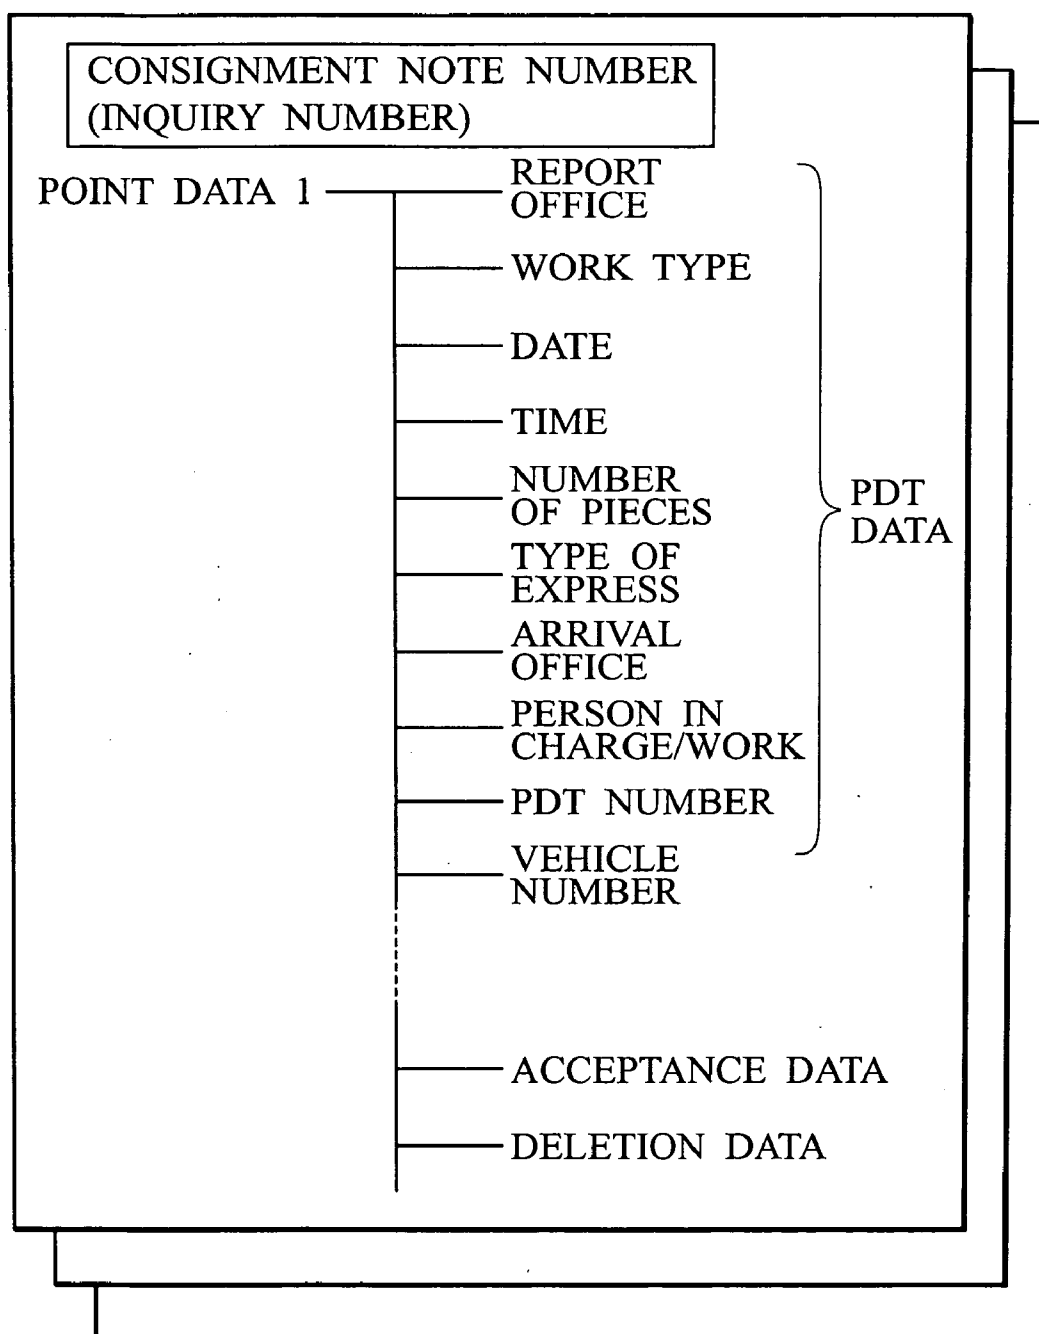 CONSIGNMENT NOTE NUMBER
(INQUIRY NUMBER)
POINT DATA 1
REPORT
OFFICE
WORK TYPE
DATE
TIME
NUMBER
OF PIECES
TYPE OF
EXPRESS
ARRIVAL
OFFICE
PERSON IN
CHARGE/WORK
PDT NUMBER
VEHICLE
NUMBER
PDT
DATA
ACCEPTANCE DATA
DELETION DATA